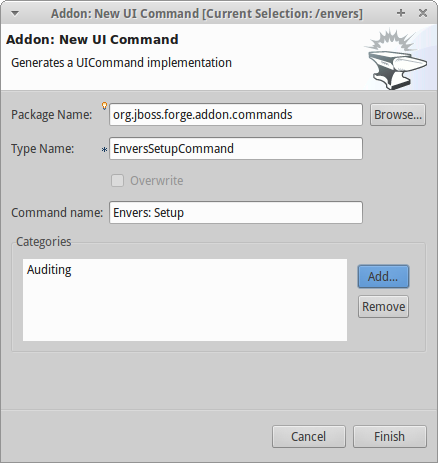 Addon: New UI Command [Current Selection: /envers]
Addon: New UI Command
Generates a UICommand implementation
Package Name: org.jboss.forge.addon.commands Browse...
Type Name: * EnversSetupCommand
Overwrite
Command name: Envers: Setup
Categories
Auditing
Add...
Remove
Cancel Finish